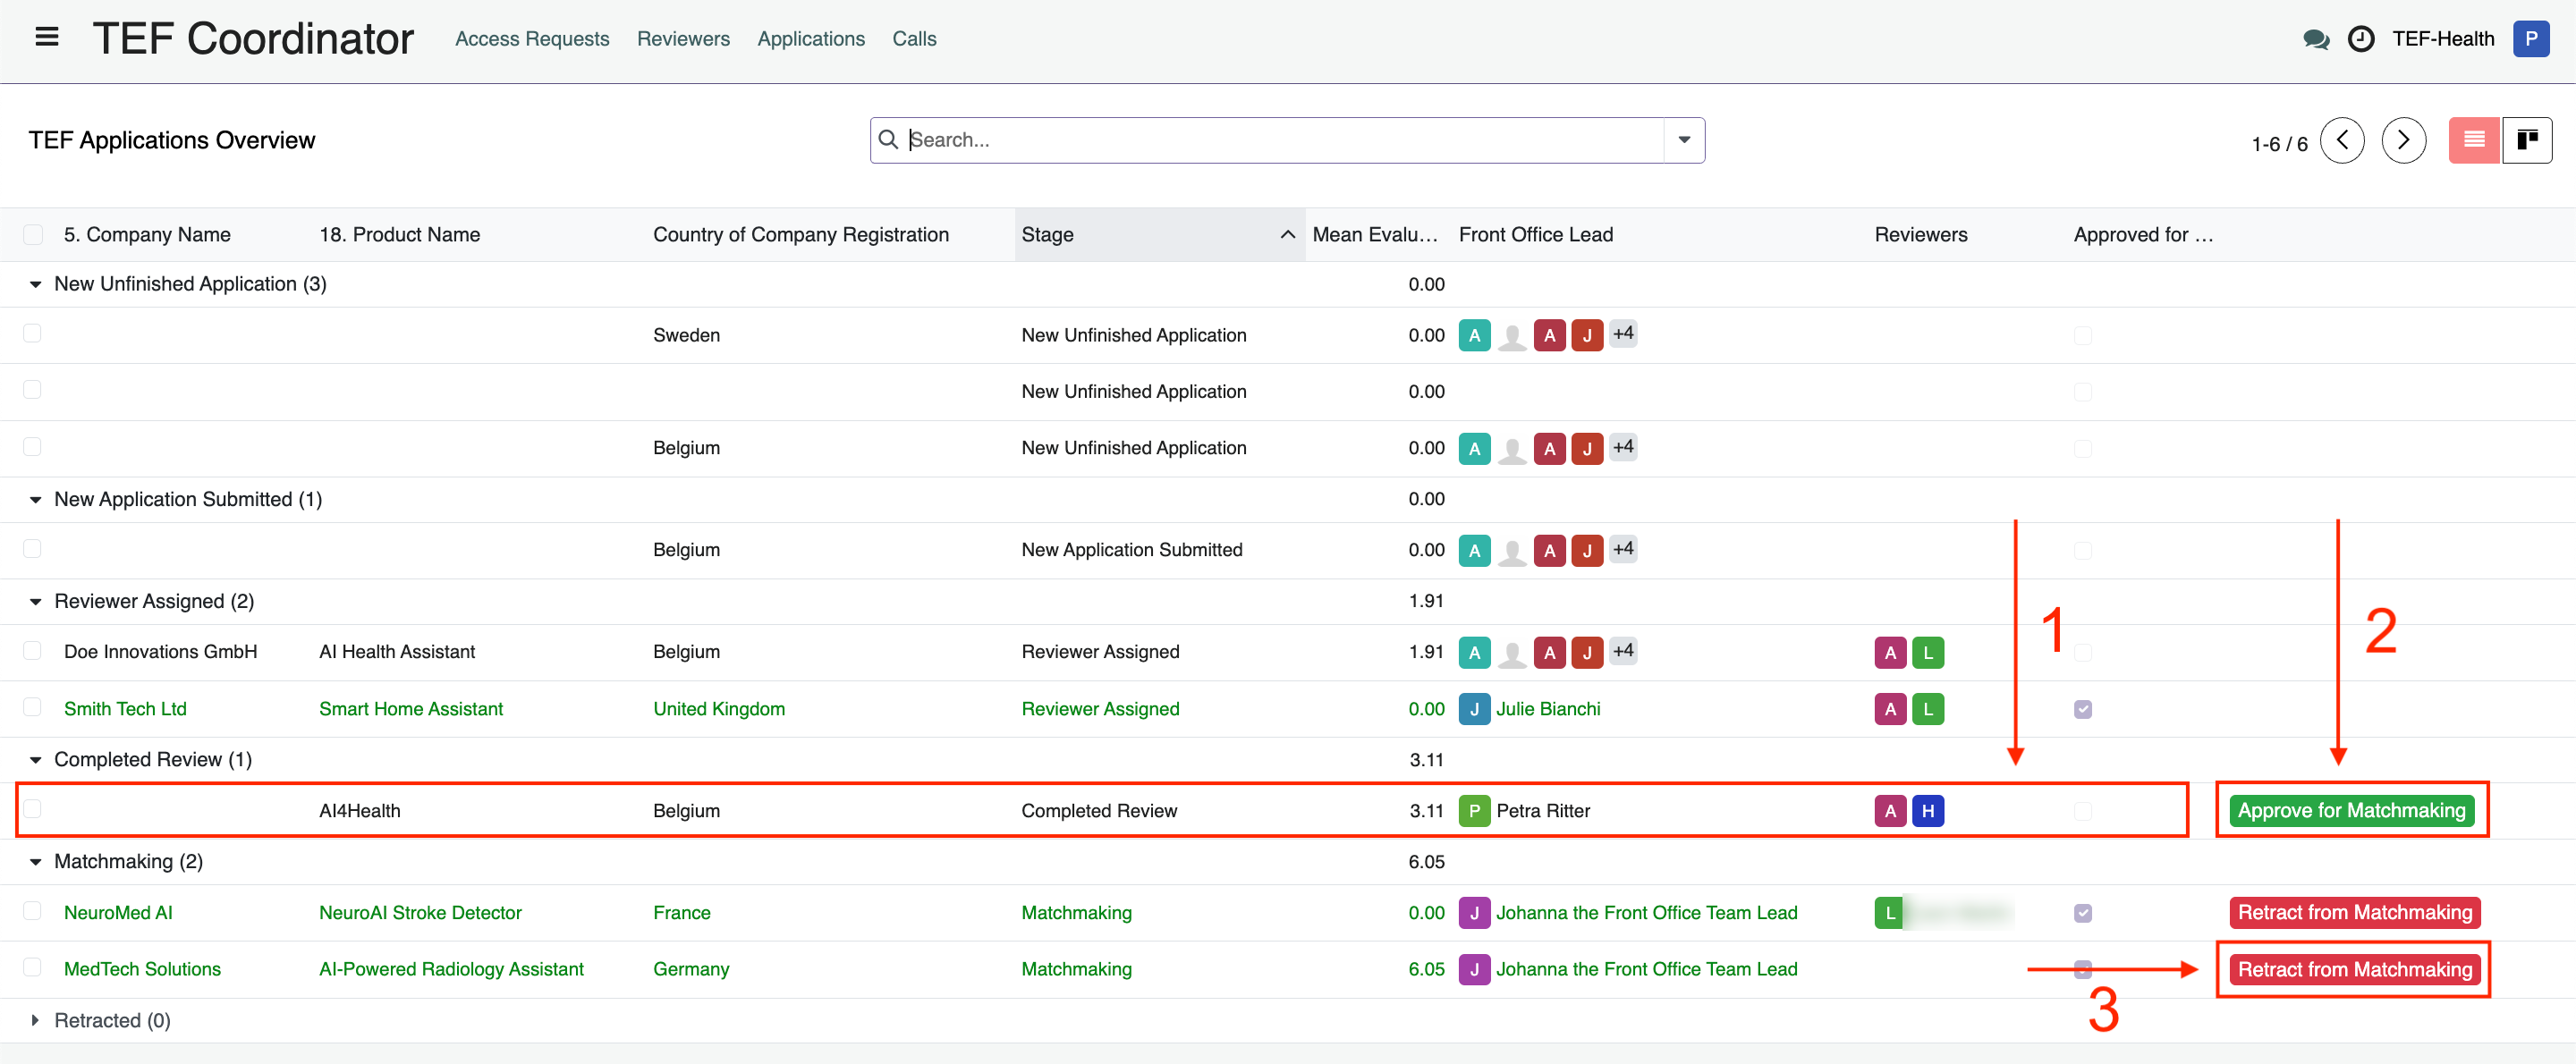 TEF Coordinator Access Requests Reviewers Applications Calls TEF-Health P
TEF Applications Overview Search... 1-6 / 6
5. Company Name 18. Product Name Country of Company Registration Stage Mean Evalu... Front Office Lead Reviewers Approved for ...
New Unfinished Application (3) 0.00
Sweden New Unfinished Application 0.00 A A J +4
New Unfinished Application 0.00
Belgium New Unfinished Application 0.00 A A J +4
New Application Submitted (1) 0.00
Belgium New Application Submitted 0.00 A A J +4
Reviewer Assigned (2) 1.91
1 2
Doe Innovations GmbH AI Health Assistant Belgium Reviewer Assigned 1.91 A A J +4 A L
Smith Tech Ltd Smart Home Assistant United Kingdom Reviewer Assigned 0.00 J Julie Bianchi A L
Completed Review (1) 3.11
AI4Health Belgium Completed Review 3.11 P Petra Ritter A H Approve for Matchmaking
Matchmaking (2) 6.05
NeuroMed AI NeuroAI Stroke Detector France Matchmaking 0.00 J Johanna the Front Office Team Lead L Retract from Matchmaking
MedTech Solutions AI-Powered Radiology Assistant Germany Matchmaking 6.05 J Johanna the Front Office Team Lead Retract from Matchmaking
3
Retracted (0)